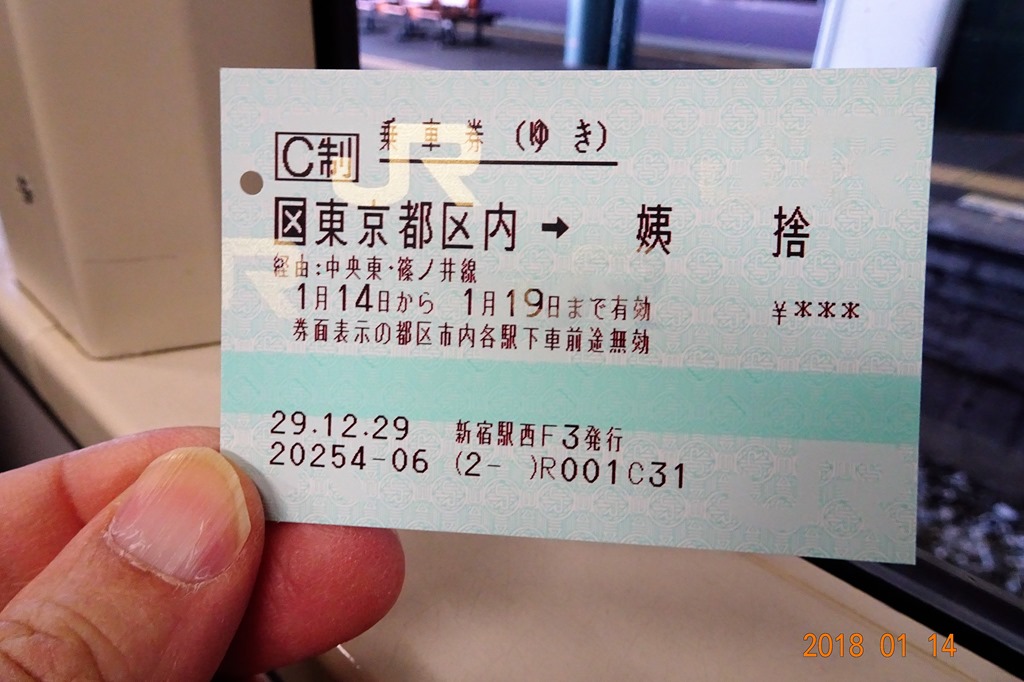 C制 乗車券 (ゆき)
区 東京都区内 → 姨捨
経由:中央東・篠ノ井線
1月14日から 1月19日まで有効 ¥***
券面表示の都区市内各駅下車前途無効
29.12.29 新宿駅西F3発行
20254-06 (2- )R001C31
JR
R
2018 01 14